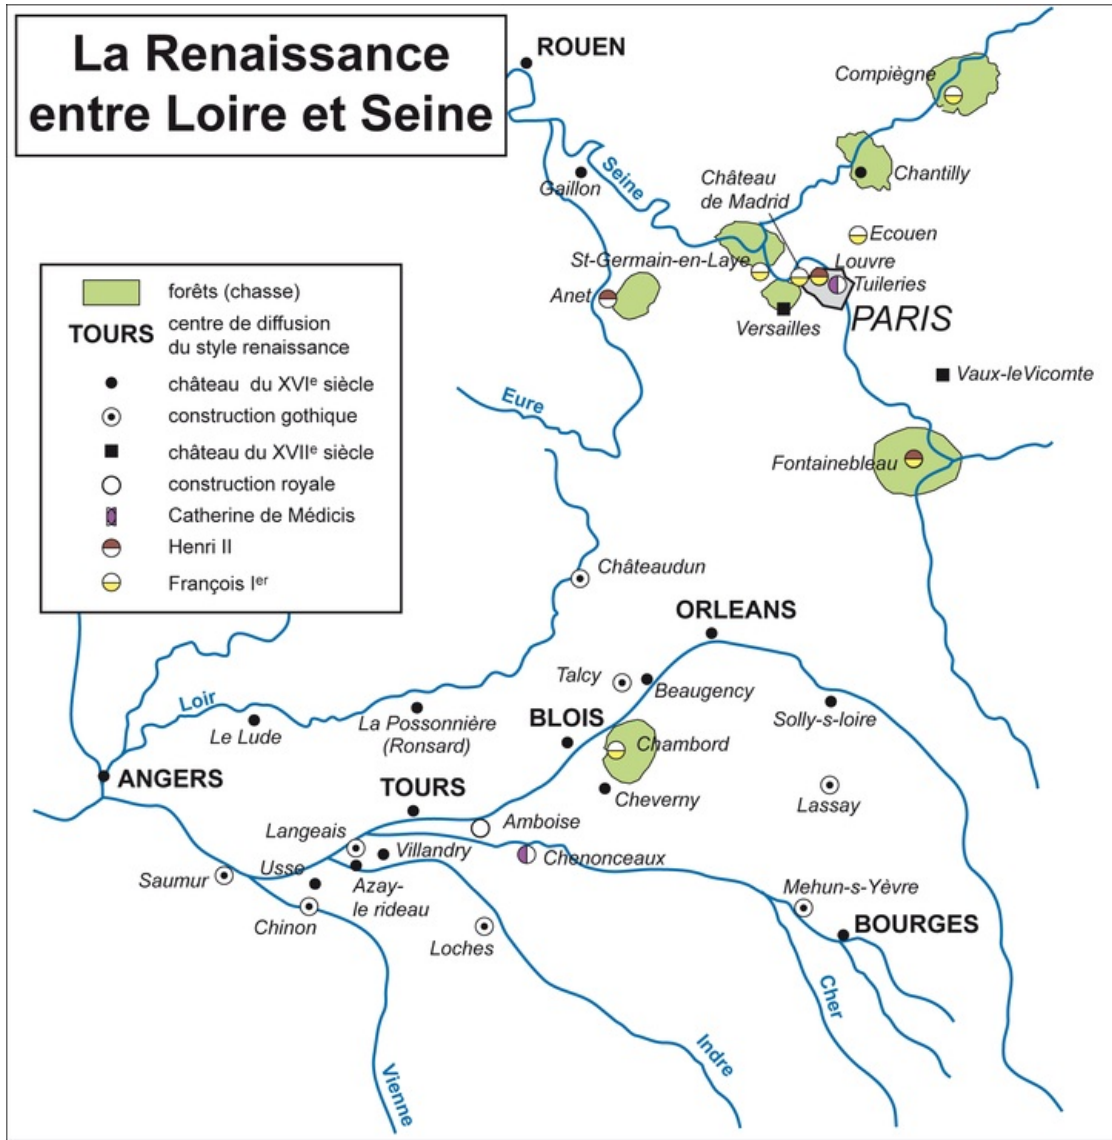 La Renaissance
entre Loire et Seine
ROUEN
Compiègne
Gaillon
Seine
Château
de Madrid
Chantilly
Ecouen
St-Germain-en-Laye
Louvre
Tuileries
Anet
Versailles
PARIS
Vaux-leVicomte
Eure
Fontainebleau
forêts (chasse)
TOURS
centre de diffusion
du style renaissance
château du XVIe siècle
construction gothique
château du XVIIe siècle
construction royale
Catherine de Médicis
Henri II
François Ier
Châteaudun
ORLEANS
Talcy
Beaugency
Loir
Le Lude
La Possonnière
(Ronsard)
BLOIS
Chambord
Solly-s-loire
ANGERS
TOURS
Cheverny
Lassay
Langeais
Amboise
Villandry
Chenonceaux
Saumur
Usse
Azay-
le rideau
Mehun-s-Yèvre
Chinon
Loches
BOURGES
Cher
Indre
Vienne